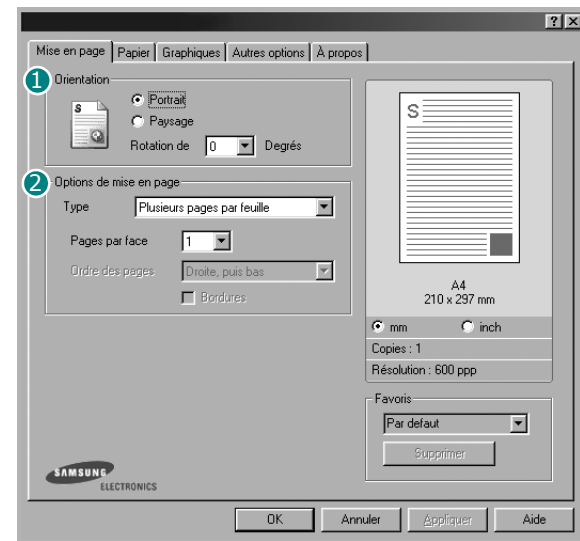 Mise en page Papier Graphiques Autres options À propos
1 Orientation
S
Portrait
Paysage
Rotation de 0 Degrés
2 Options de mise en page
Type Plusieurs pages par feuille
Pages par face 1
Ordre des pages Droite, puis bas
Bordures
S
A4
210 x 297 mm
mm inch
Copies : 1
Résolution : 600 ppp
Favoris
Par defaut
Supprimer
SAMSUNG
ELECTRONICS
OK Annuler Appliquer Aide